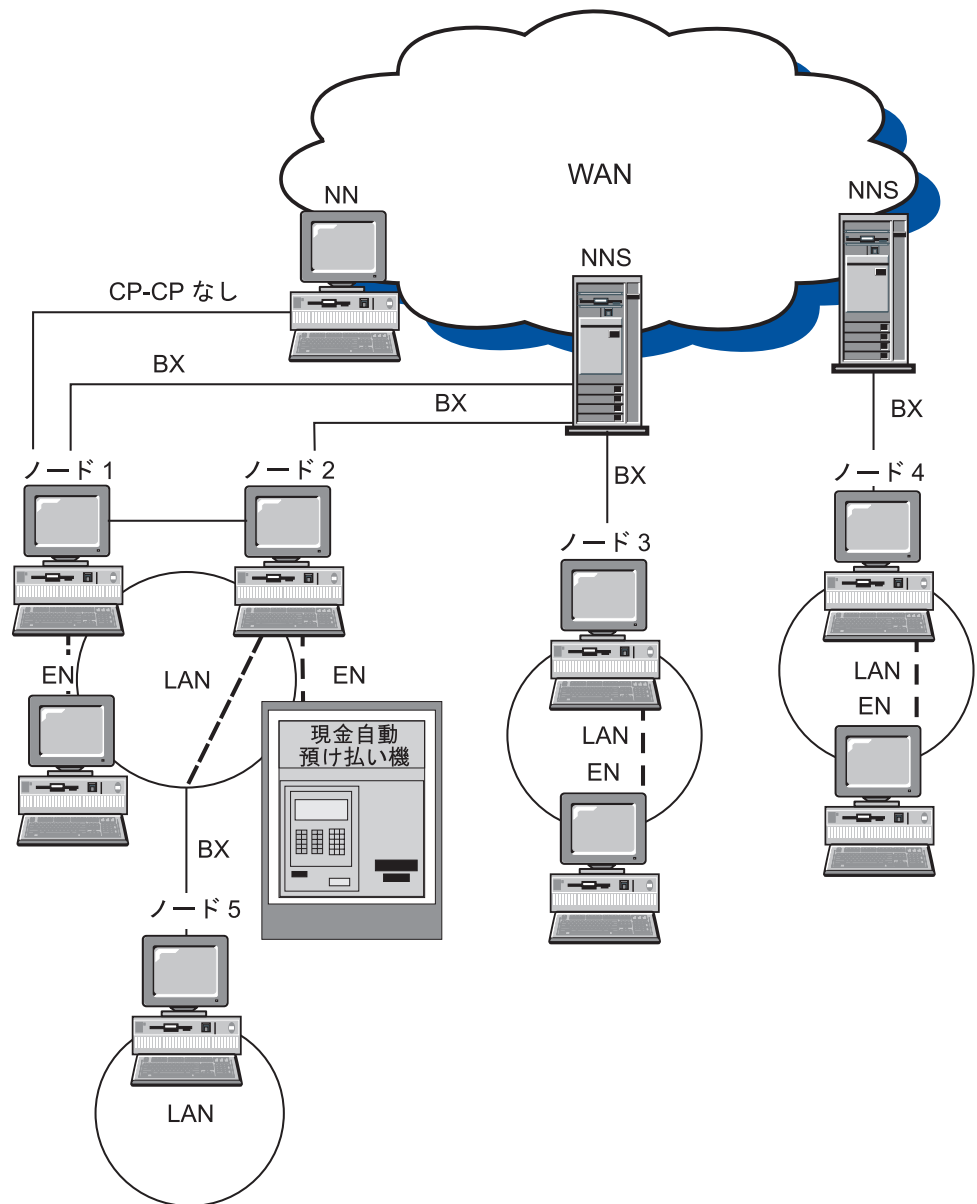 WAN
NN
NNS
NNS
CP-CP なし
BX
BX
BX
BX
ノード 1
ノード 2
ノード 4
ノード 3
EN
LAN
EN
LAN
EN
LAN
EN
現金自動
預け払い機
BX
ノード 5
LAN